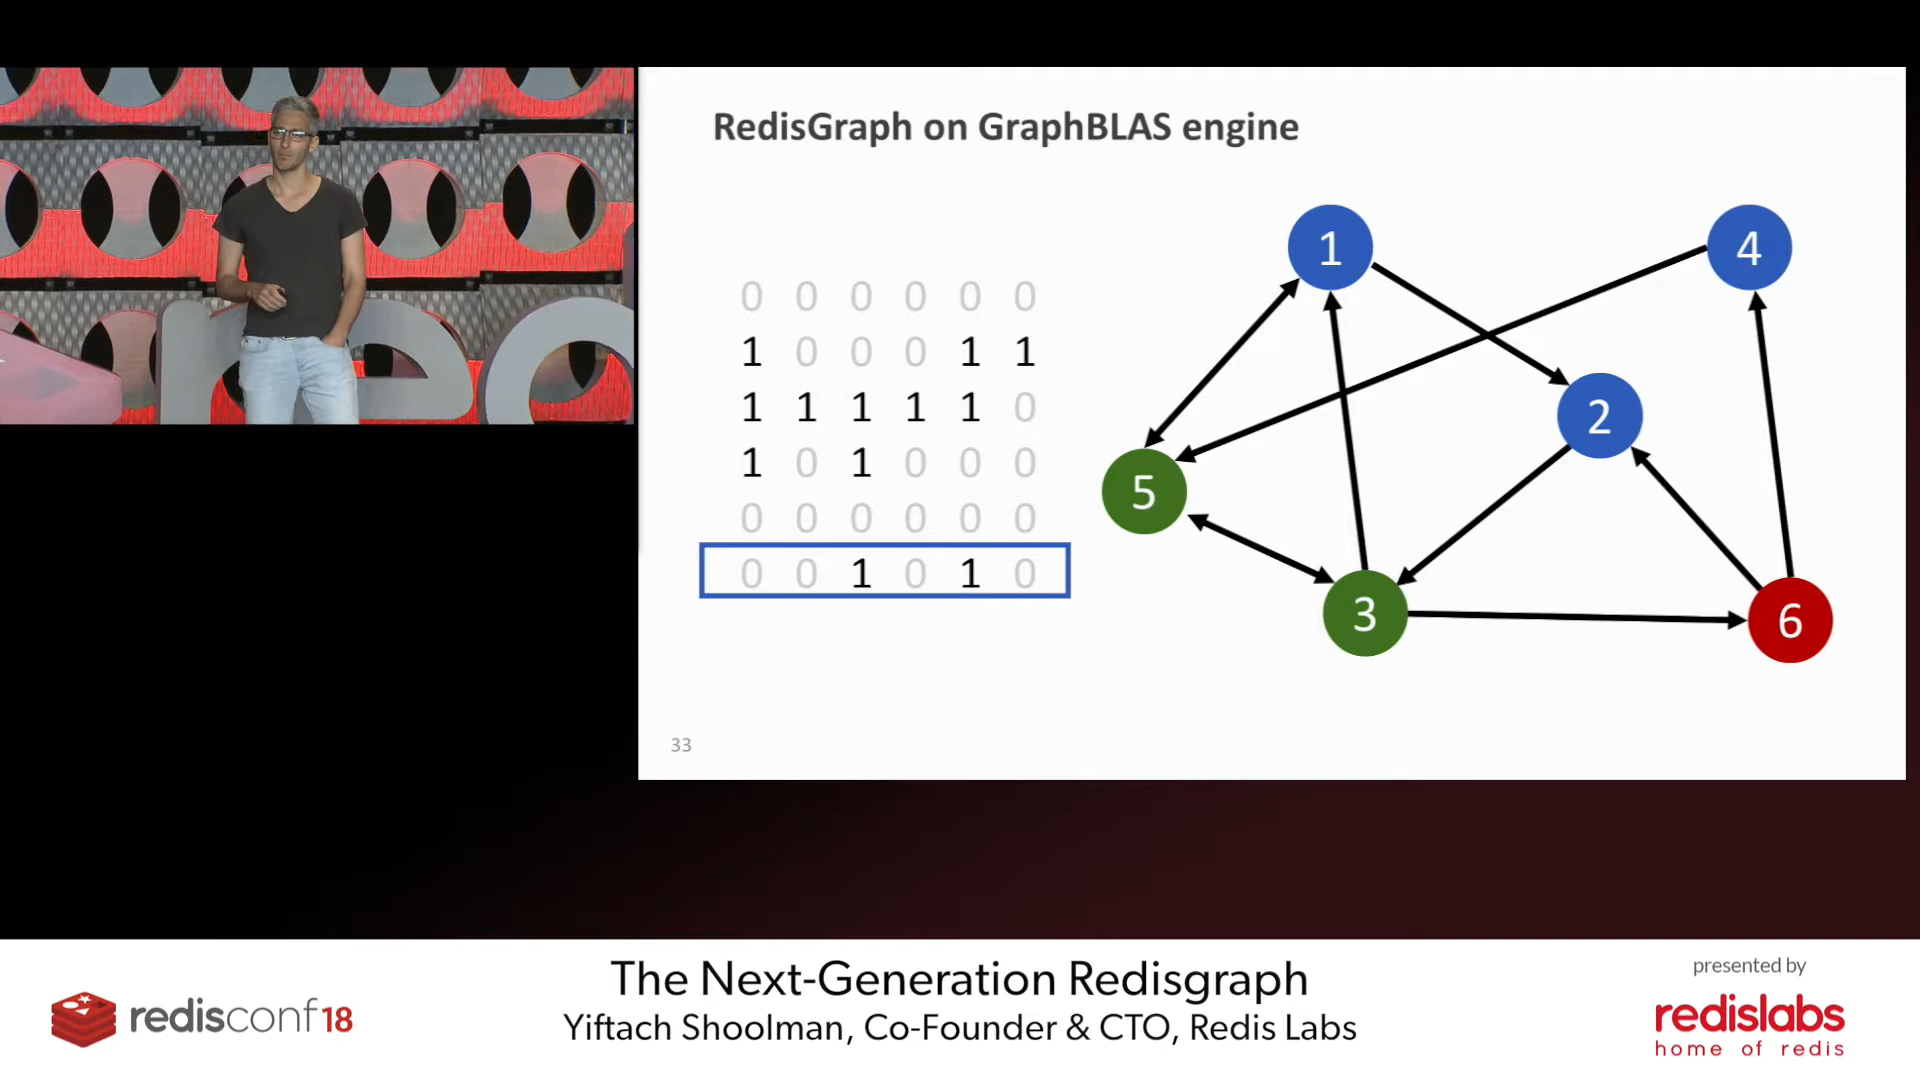 RedisGraph on GraphBLAS engine
0 0 0 0 0 0
1 0 0 0 1 1
1 1 1 1 1 0
1 0 1 0 0 0
0 0 0 0 0 0
0 0 1 0 1 0
1
4
2
5
3
6
33
redisconf18
The Next-Generation Redisgraph
Yiftach Shoolman, Co-Founder & CTO, Redis Labs
presented by
redislabs
home of redis